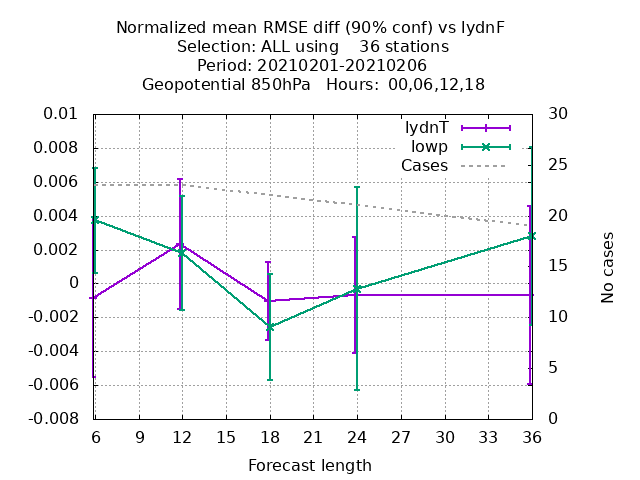 Normalized mean RMSE diff (90% conf) vs lydnF
Selection: ALL using 36 stations
Period: 20210201-20210206
Geopotential 850hPa Hours: 00,06,12,18
lydnT
lowp
Cases
0.01
0.008
0.006
0.004
0.002
0
-0.002
-0.004
-0.006
-0.008
30
25
20
15
10
5
0
No cases
6 9 12 15 18 21 24 27 30 33 36
Forecast length